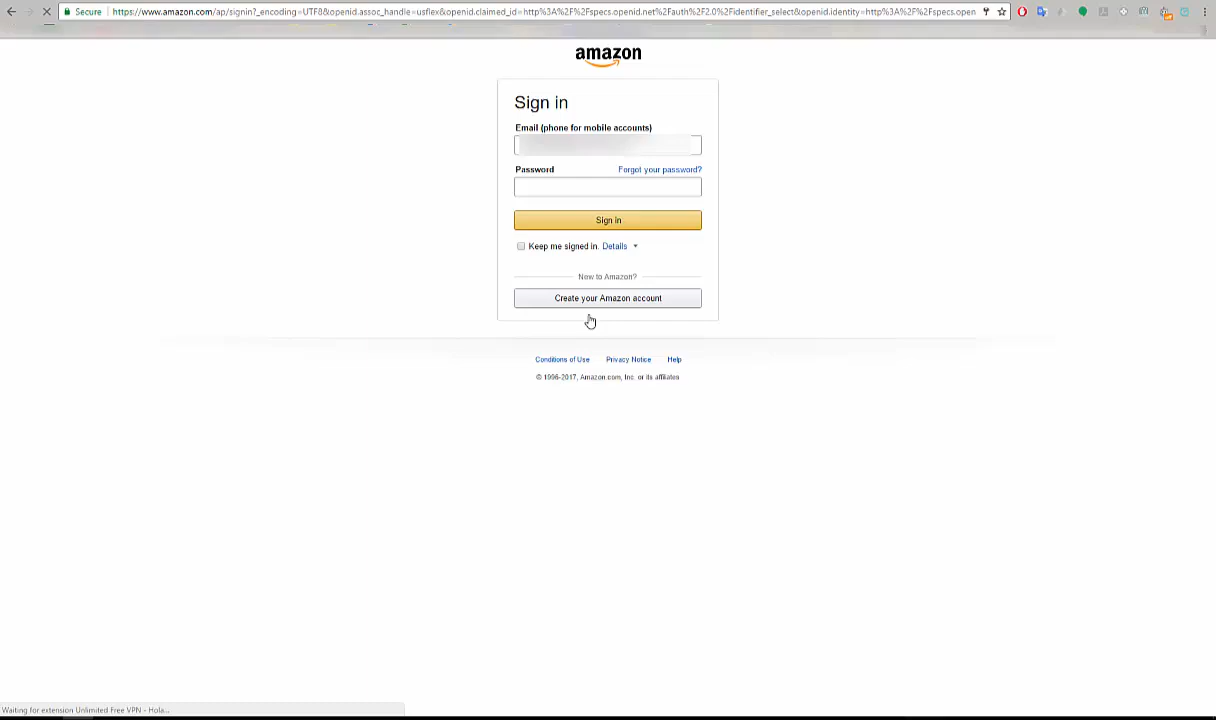 Secure https://www.amazon.com/ap/signin?_encoding=UTF8&openid.assoc_handle=usflex&openid.claimed_id=http%3A%2F%2Fspecs.openid.net%2Fauth%2F2.0%2Fidentifier_select&openid.identity=http%3A%2F%2Fspecs.open
amazon
Sign in
Email (phone for mobile accounts)
Password Forgot your password?
Sign in
Keep me signed in. Details
New to Amazon?
Create your Amazon account
Conditions of Use Privacy Notice Help
© 1996-2017, Amazon.com, Inc. or its affiliates
Waiting for extension Unlimited Free VPN - Hola...